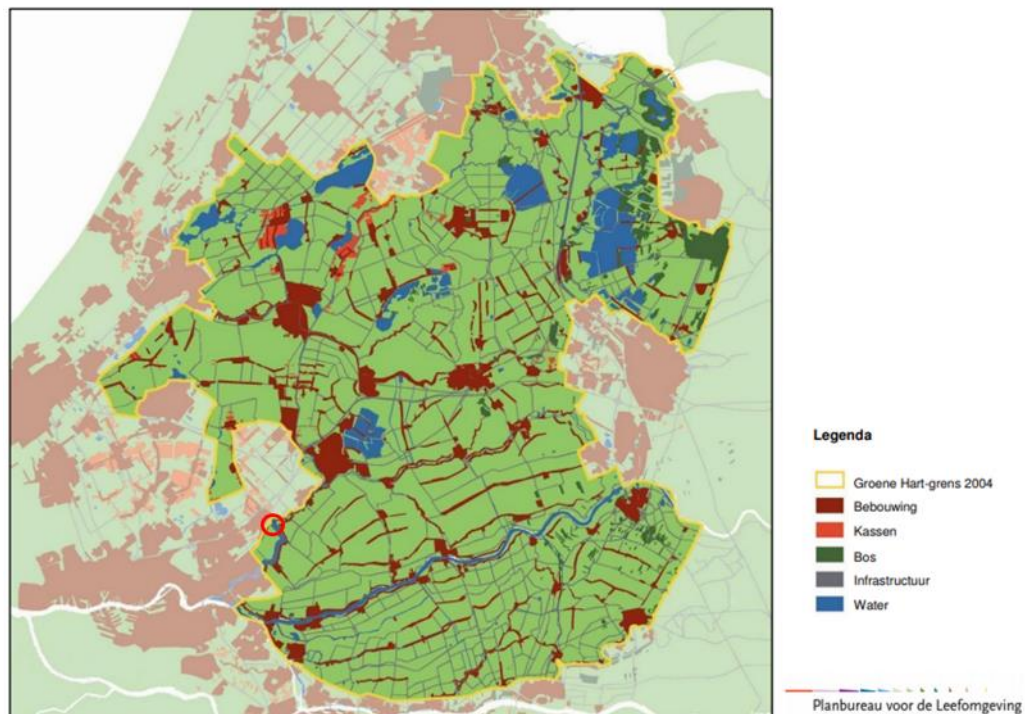 Legenda
Groene Hart-grens 2004
Bebouwing
Kassen
Bos
Infrastructuur
Water
Planbureau voor de Leefomgeving